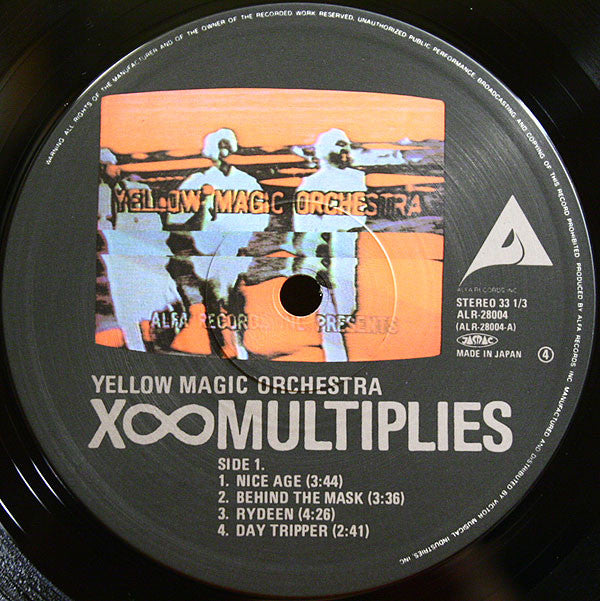 WARNING: ALL RIGHTS OF THE MANUFACTURER AND OF THE OWNER OF THE RECORDED WORK RESERVED. UNAUTHORIZED PUBLIC PERFORMANCE, BROADCASTING AND COPYING OF THIS RECORD PROHIBITED. PRODUCED BY ALFA RECORDS INC. MANUFACTURED AND DISTRIBUTED BY VICTOR MUSICAL INDUSTRIES, INC.
YELLOW MAGIC ORCHESTRA
ALFA RECORDS INC. PRESENTS
ALFA RECORDS INC.
STEREO 33 1/3
ALR-28004
(ALR-28004-A)
JASRAC
MADE IN JAPAN
4
YELLOW MAGIC ORCHESTRA
X∞MULTIPLIES
SIDE 1.
1. NICE AGE (3:44)
2. BEHIND THE MASK (3:36)
3. RYDEEN (4:26)
4. DAY TRIPPER (2:41)